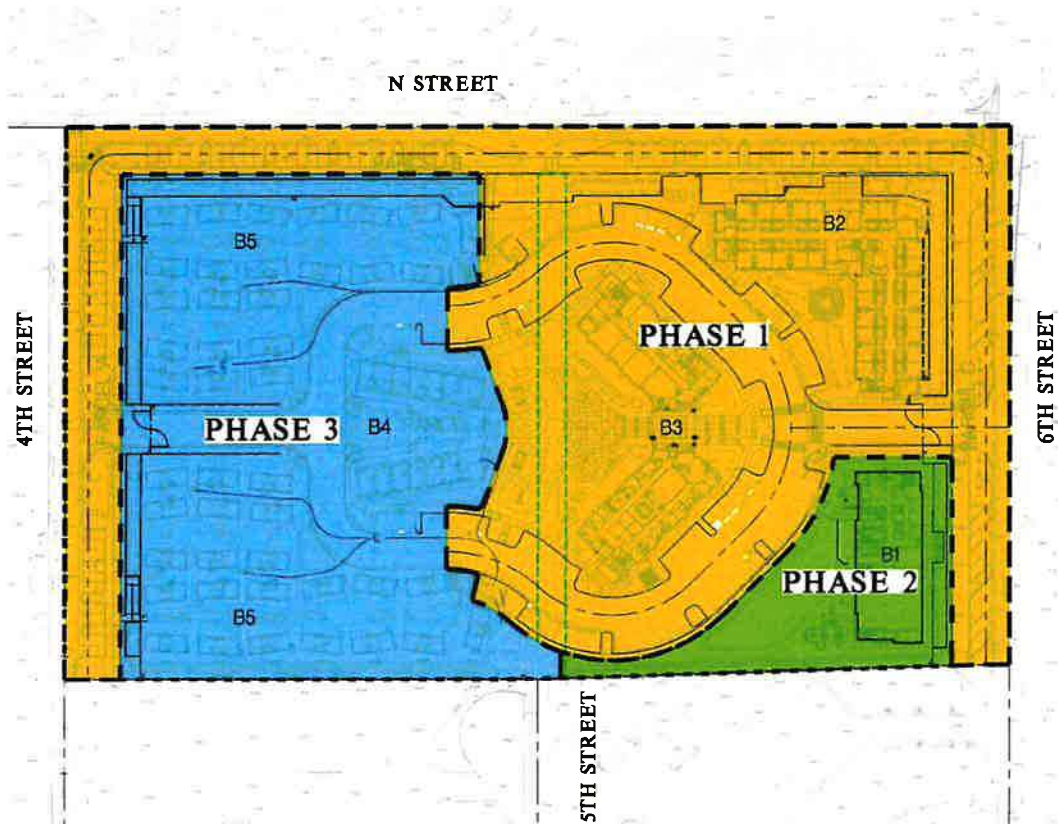 N STREET
B5
B2
PHASE 1
4TH STREET
6TH STREET
PHASE 3
B4
B3
B1
PHASE 2
B5
5TH STREET